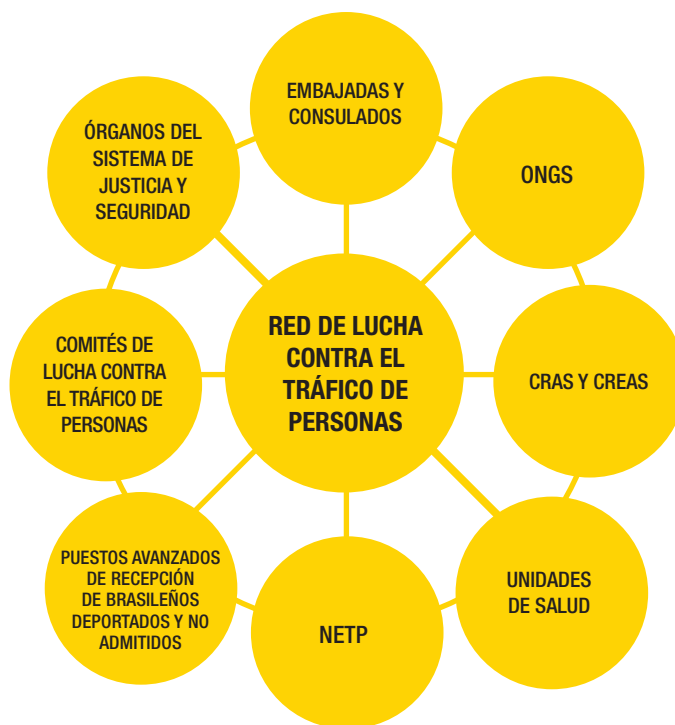 EMBAJADAS Y
CONSULADOS
ÓRGANOS DEL
SISTEMA DE
JUSTICIA Y
SEGURIDAD
ONGS
RED DE LUCHA
CONTRA EL
TRÁFICO DE
PERSONAS
COMITÉS DE
LUCHA CONTRA
EL TRÁFICO DE
PERSONAS
CRAS Y CREAS
PUESTOS AVANZADOS
DE RECEPCIÓN
DE BRASILEÑOS
DEPORTADOS Y NO
ADMITIDOS
UNIDADES
DE SALUD
NETP